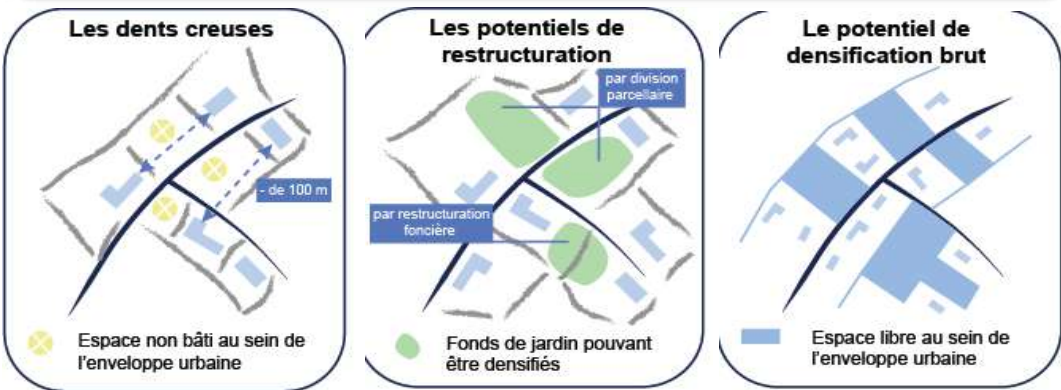 Les dents creuses
- de 100 m
Espace non bâti au sein de
l'enveloppe urbaine
Les potentiels de
restructuration
par division
parcellaire
par restructuration
foncière
Fonds de jardin pouvant
être densifiés
Le potentiel de
densification brut
Espace libre au sein de
l'enveloppe urbaine